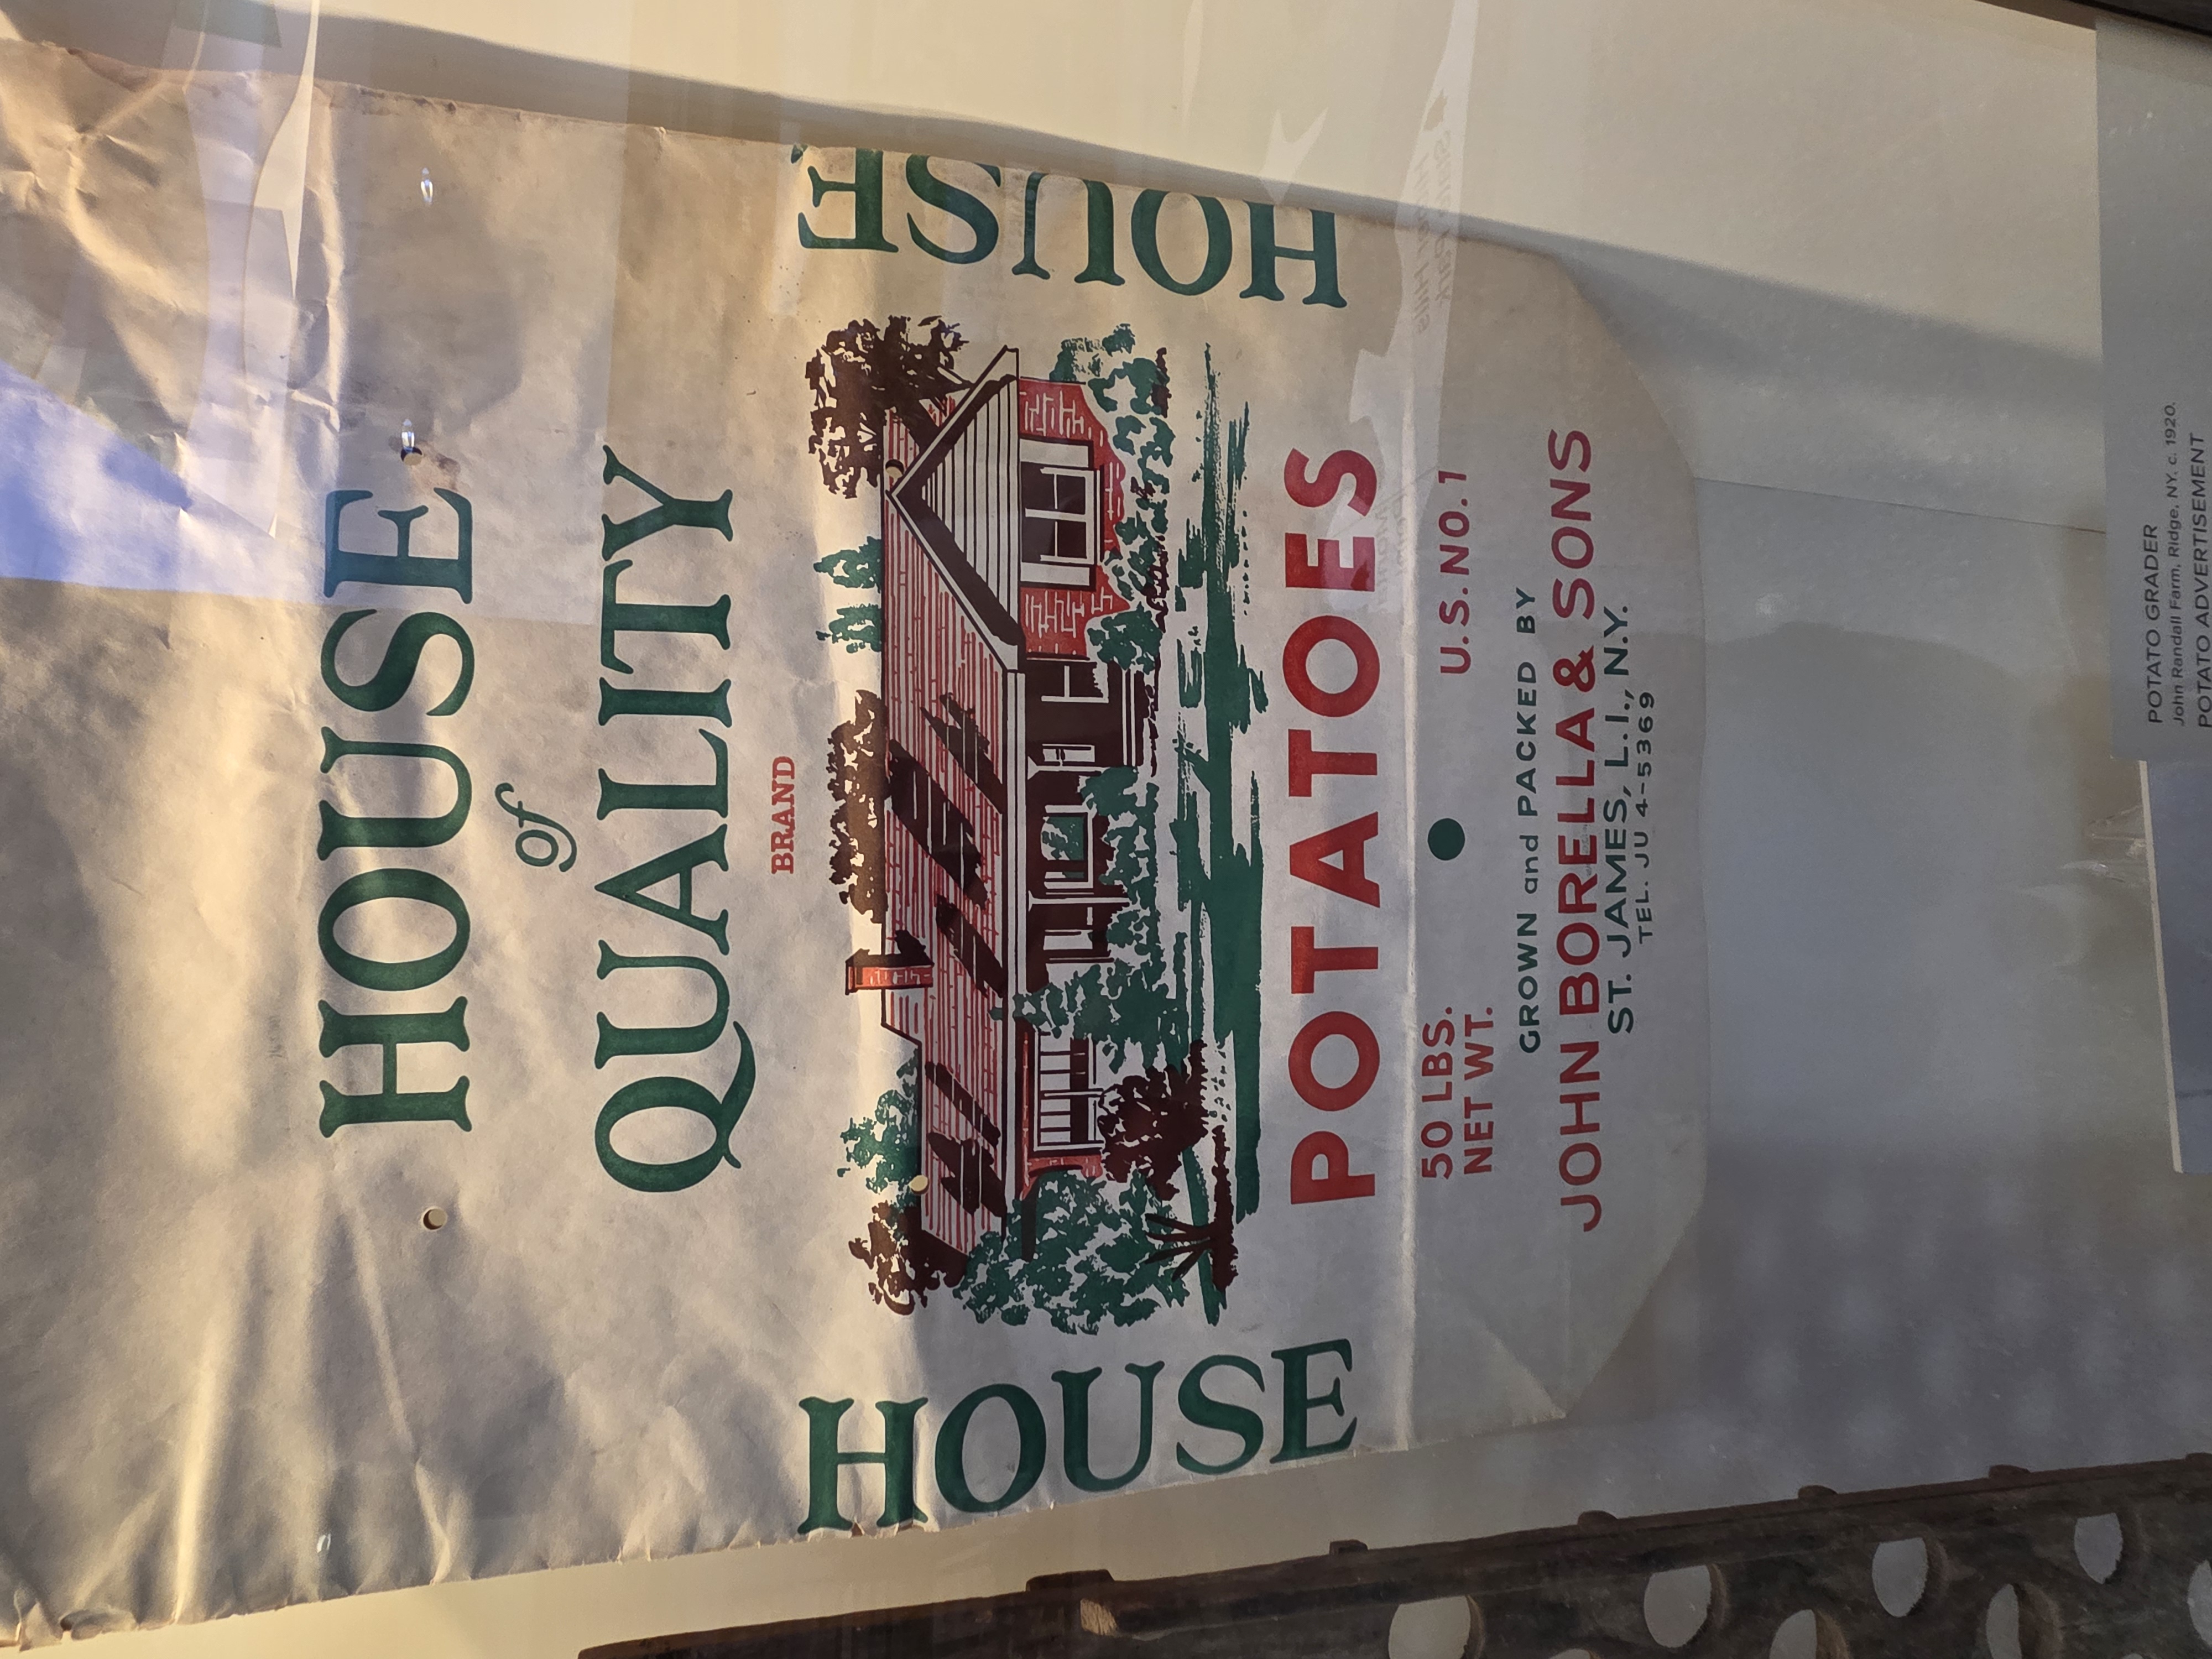 HOUSE
of
QUALITY
BRAND
HOUSE
HOUSE
POTATOES
50 LBS.
NET WT.
U.S. NO. 1
GROWN and PACKED BY
JOHN BORELLA & SONS
ST. JAMES, L.I., N.Y.
TEL. JU 4-5369
POTATO GRADER
John Randall Farm, Ridge, NY, c. 1920.
POTATO ADVERTISEMENT